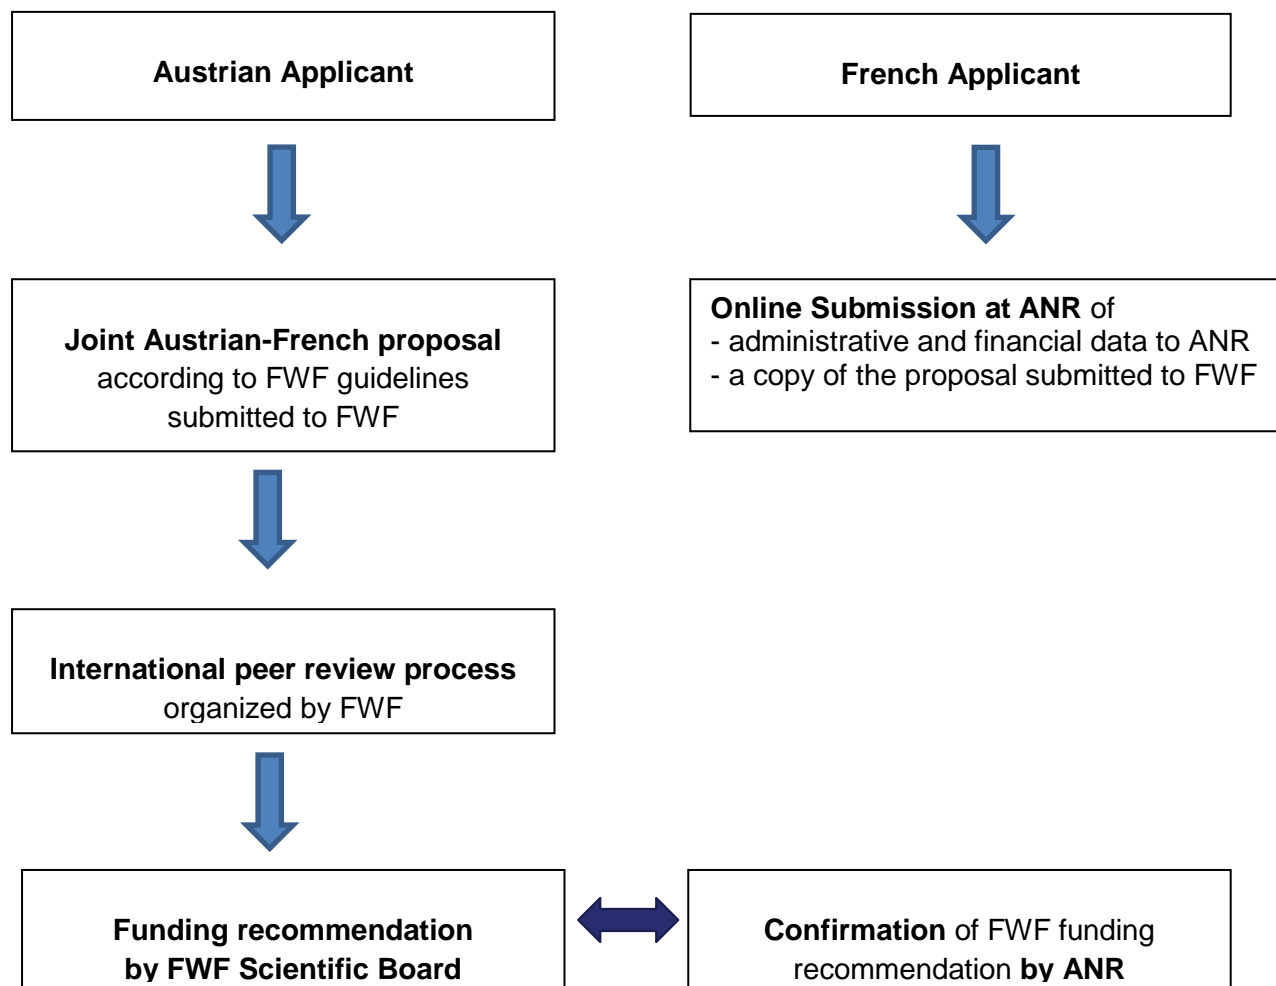 Austrian Applicant
French Applicant
Joint Austrian-French proposal
according to FWF guidelines
submitted to FWF
Online Submission at ANR of
- administrative and financial data to ANR
- a copy of the proposal submitted to FWF
International peer review process
organized by FWF
Funding recommendation
by FWF Scientific Board
Confirmation of FWF funding
recommendation by ANR